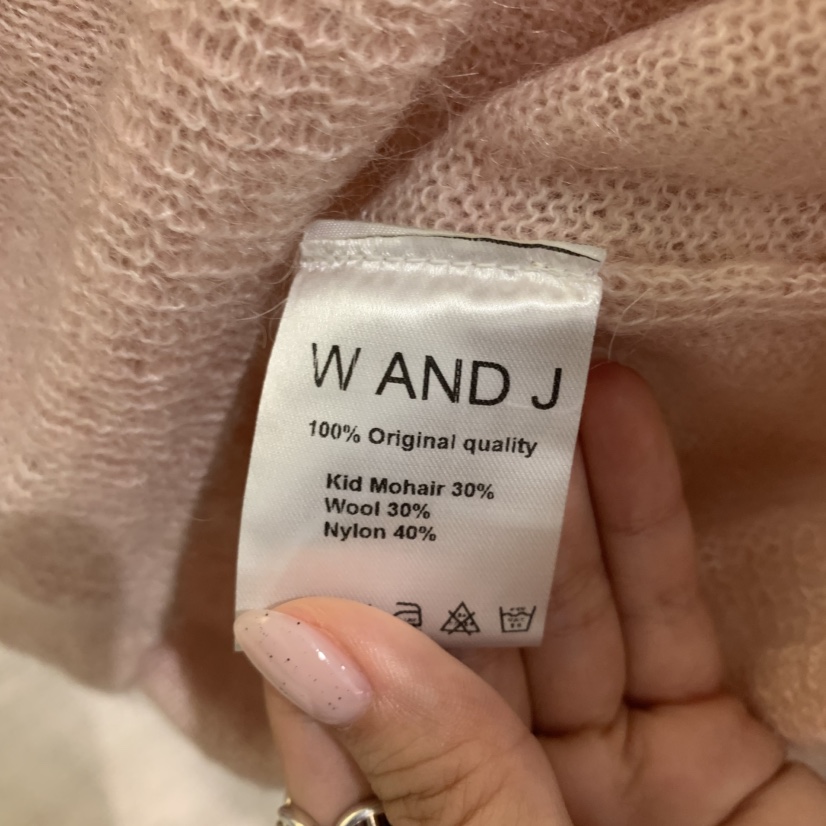 W AND J
100% Original quality
Kid Mohair 30%
Wool 30%
Nylon 40%